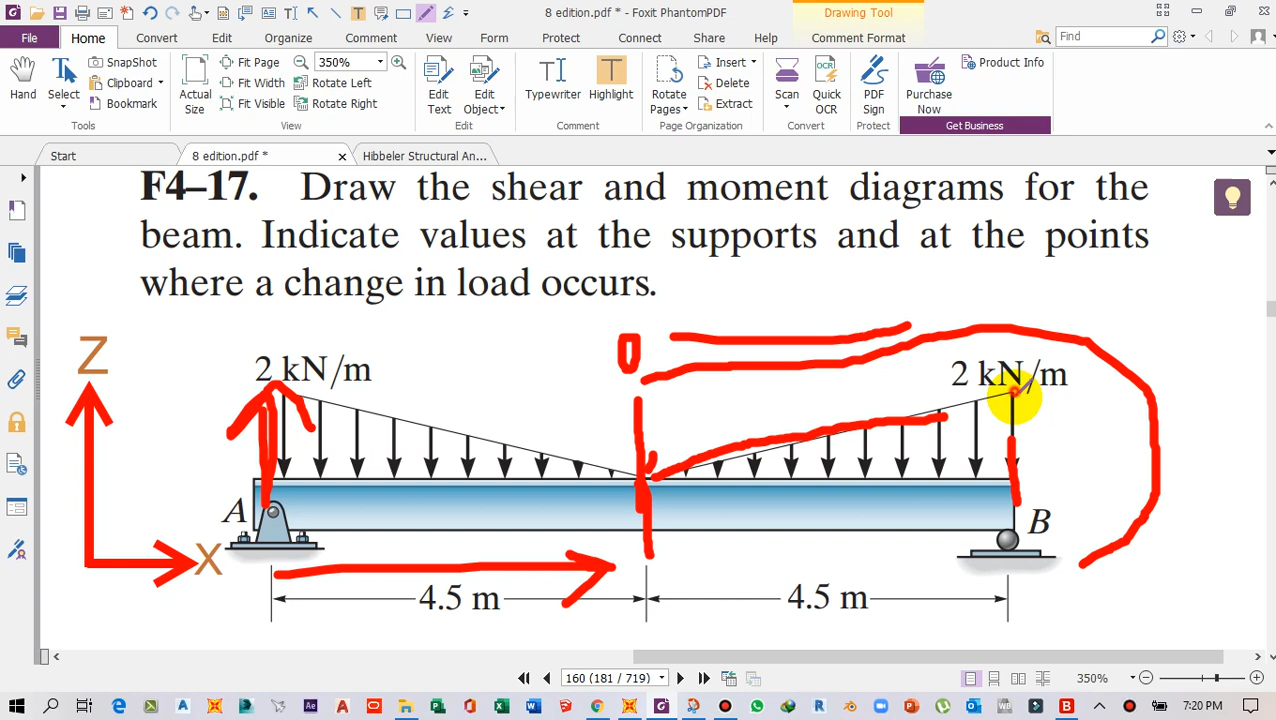 8 edition.pdf * - Foxit PhantomPDF
Drawing Tool
File
Home
Convert
Edit
Organize
Comment
View
Form
Protect
Connect
Share
Help
Comment Format
Find
Hand
Select
SnapShot
Clipboard
Bookmark
Tools
Actual
Size
Fit Page
Fit Width
Fit Visible
350%
Rotate Left
Rotate Right
View
Edit
Text
Edit
Object
Edit
Typewriter
Highlight
Comment
Rotate
Pages
Insert
Delete
Extract
Page Organization
Scan
Quick
OCR
Convert
PDF
Sign
Protect
Purchase
Now
Product Info
Get Business
Start
8 edition.pdf *
Hibbeler Structural An...
F4–17. Draw the shear and moment diagrams for the
beam. Indicate values at the supports and at the points
where a change in load occurs.
Z
2 kN/m
0
2 kN/m
A
B
X
4.5 m
4.5 m
160 (181 / 719)
350%
7:20 PM